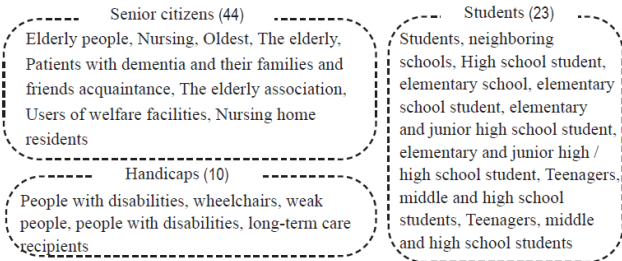 Senior citizens (44)
Elderly people, Nursing, Oldest, The elderly,
Patients with dementia and their families and
friends acquaintance, The elderly association,
Users of welfare facilities, Nursing home
residents
Handicaps (10)
People with disabilities, wheelchairs, weak
people, people with disabilities, long-term care
recipients
Students (23)
Students, neighboring
schools, High school student,
elementary school, elementary
school student, elementary
and junior high school student,
elementary and junior high /
high school student, Teenagers,
middle and high school
students, Teenagers, middle
and high school students